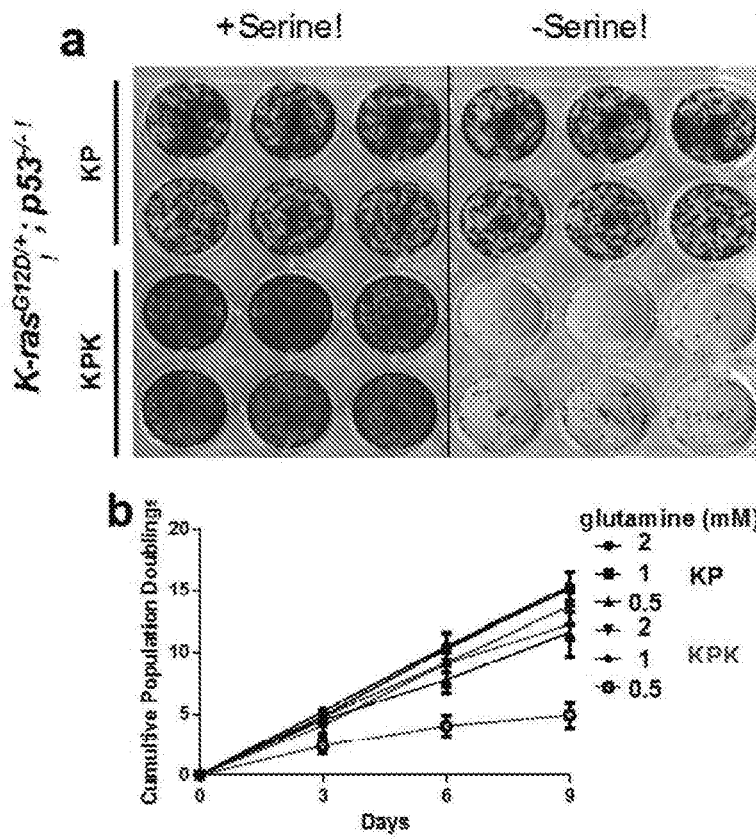 a
+Serine!
-Serine!
K-ras^G12D/+!; p53^-/-!
KP
KPK
b
Cumultive Population Doublings
20
15
10
5
0
0
3
6
9
Days
glutamine (mM)
2
1
0.5
KP
2
1
0.5
KPK